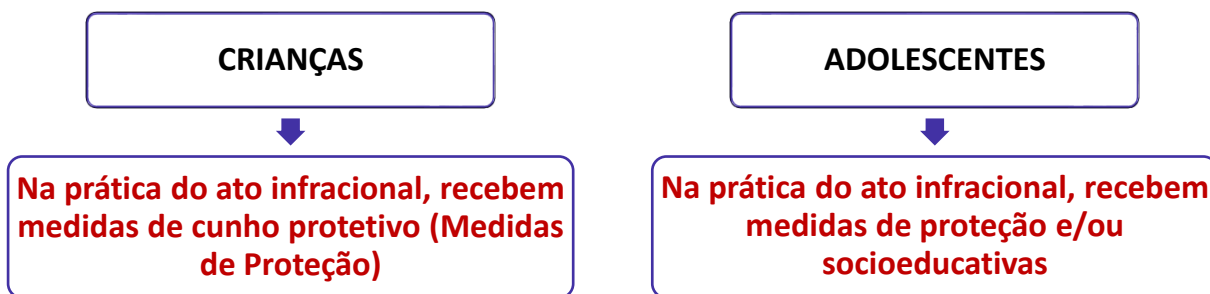 CRIANÇAS
Na prática do ato infracional, recebem
medidas de cunho protetivo (Medidas
de Proteção)
ADOLESCENTES
Na prática do ato infracional, recebem
medidas de proteção e/ou
socioeducativas